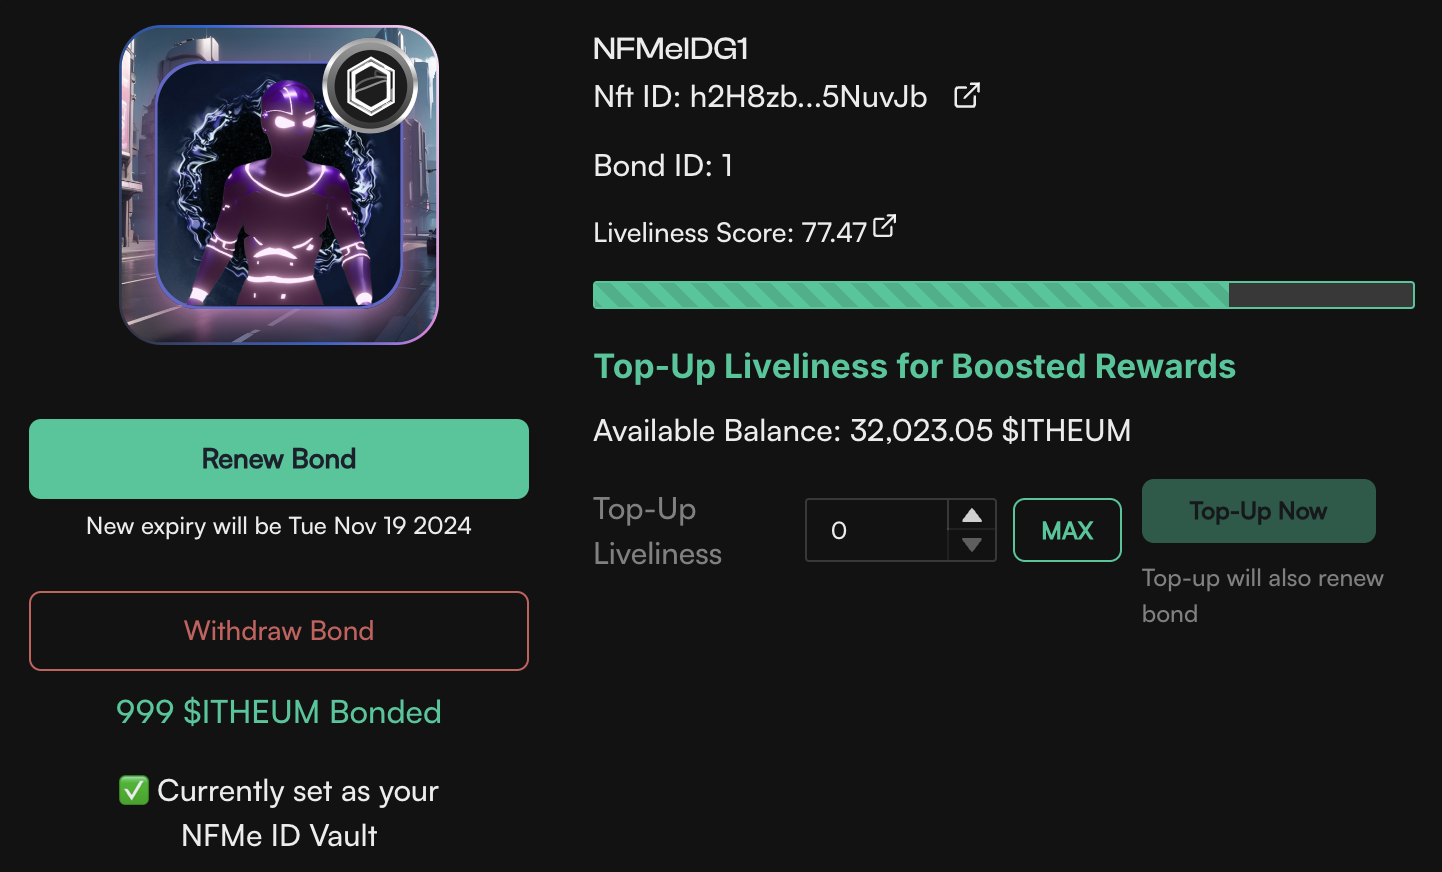 NFMeIDG1
Nft ID: h2H8zb...5NuvJb
Bond ID: 1
Liveliness Score: 77.47
Top-Up Liveliness for Boosted Rewards
Available Balance: 32,023.05 $ITHEUM
Top-Up
Liveliness
0
MAX
Top-Up Now
Top-up will also renew
bond
Renew Bond
New expiry will be Tue Nov 19 2024
Withdraw Bond
999 $ITHEUM Bonded
✅ Currently set as your
NFMe ID Vault